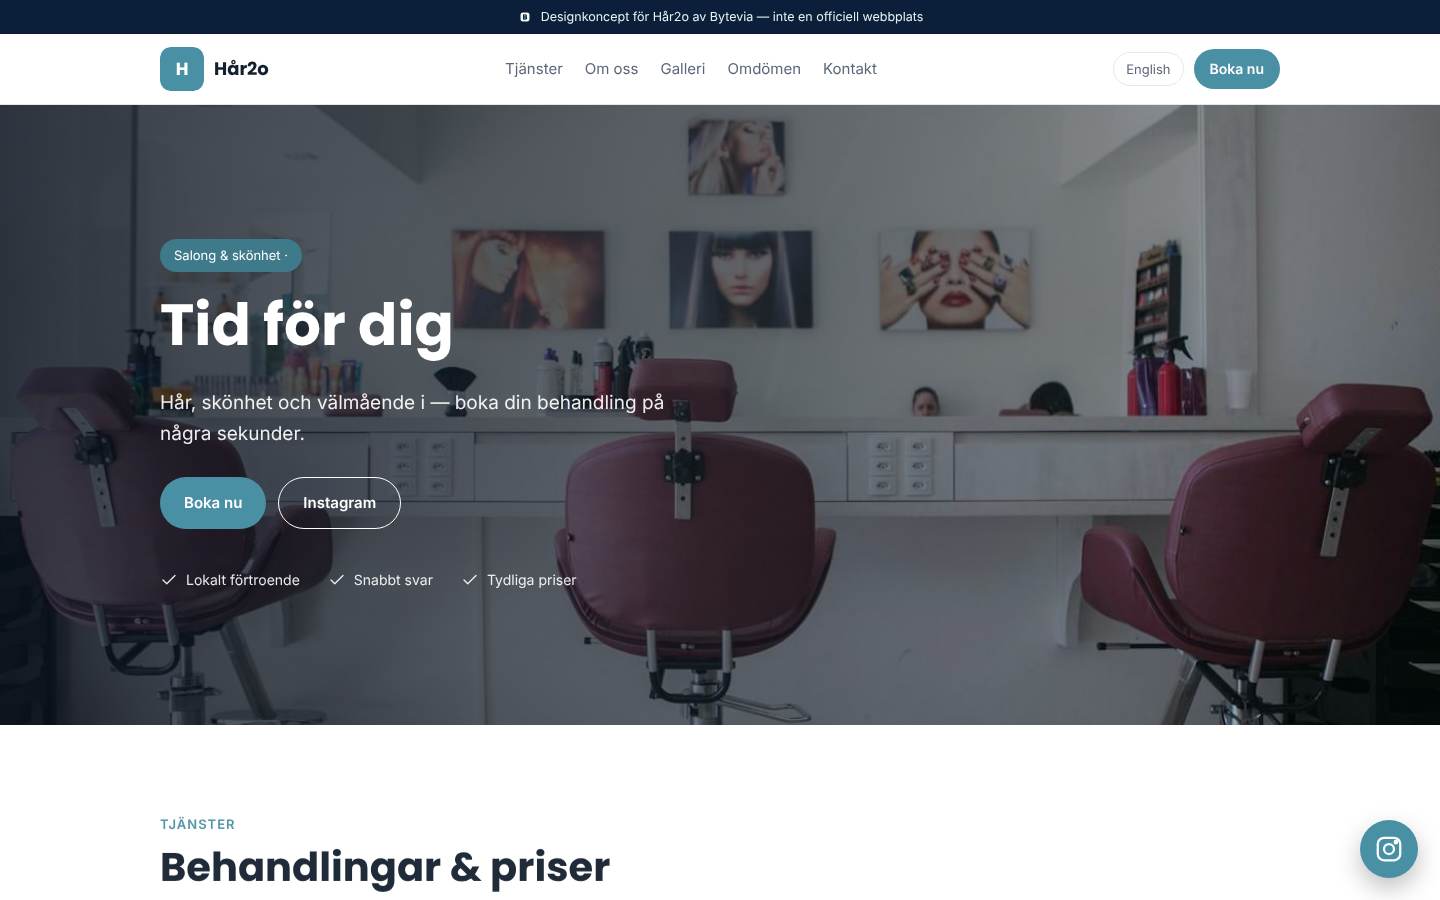 Designkoncept för Hår2o av Bytevia — inte en officiell webbplats
H Hår2o
Tjänster Om oss Galleri Omdömen Kontakt
English Boka nu
Salong & skönhet ·
Tid för dig
Hår, skönhet och välmående i — boka din behandling på
några sekunder.
Boka nu Instagram
Lokalt förtroende Snabbt svar Tydliga priser
TJÄNSTER
Behandlingar & priser